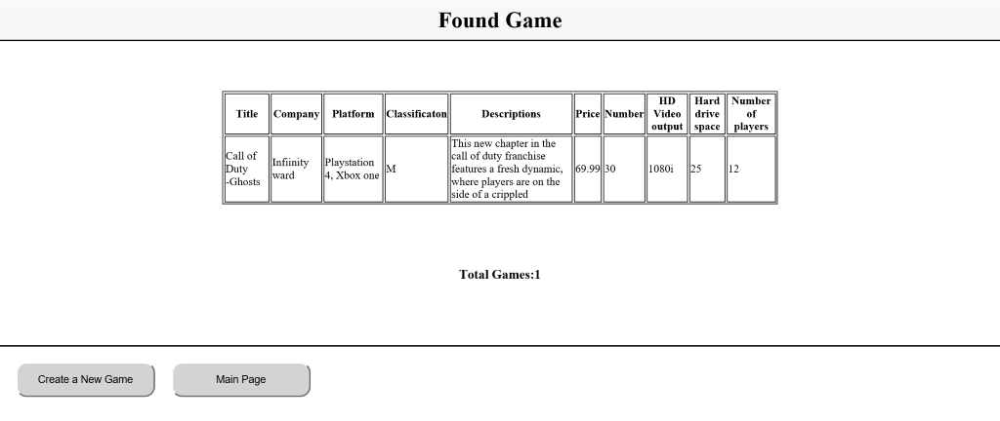 Found Game
Title Company Platform Classificaton Descriptions Price Number HD Video output Hard drive space Number of players
Call of Duty -Ghosts Infiinity ward Playstation 4, Xbox one M This new chapter in the call of duty franchise features a fresh dynamic, where players are on the side of a crippled 69.99 30 1080i 25 12
Total Games:1
Create a New Game Main Page